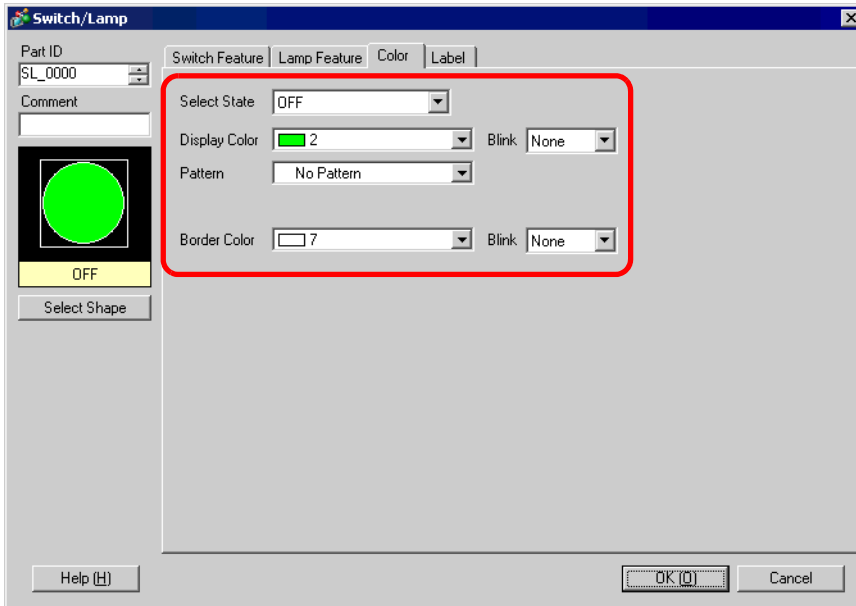 Switch/Lamp
Part ID
SL_0000
Comment
OFF
Select Shape
Switch Feature Lamp Feature Color Label
Select State OFF
Display Color 2 Blink None
Pattern No Pattern
Border Color 7 Blink None
Help (H) OK (O) Cancel